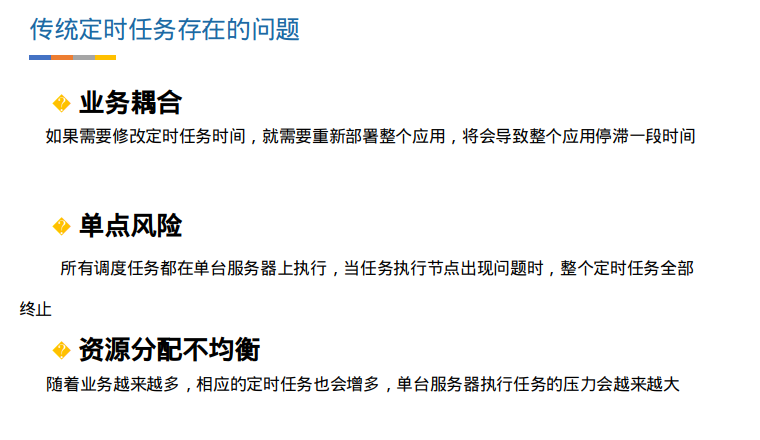 传统定时任务存在的问题
业务耦合
如果需要修改定时任务时间，就需要重新部署整个应用，将会导致整个应用停滞一段时间
单点风险
所有调度任务都在单台服务器上执行，当任务执行节点出现问题时，整个定时任务全部
终止
资源分配不均衡
随着业务越来越多，相应的定时任务也会增多，单台服务器执行任务的压力会越来越大